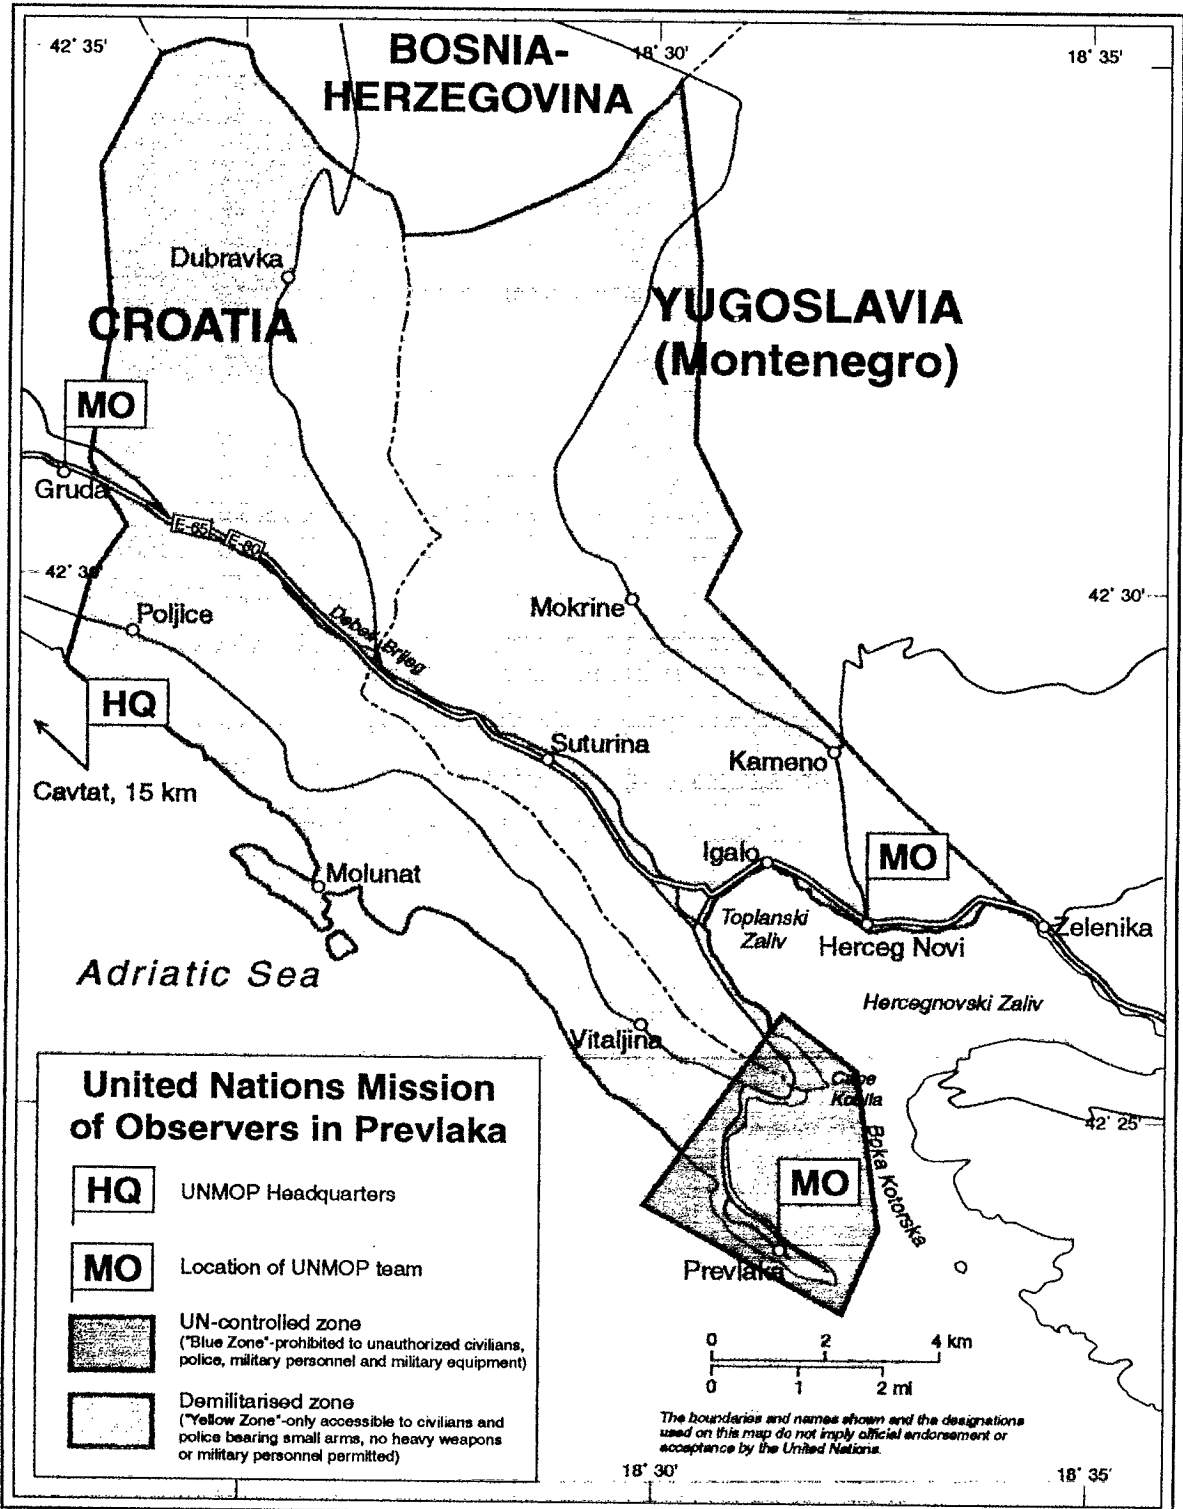 42° 35'
BOSNIA-
HERZEGOVINA
18° 30'
18° 35'
Dubravka
CROATIA
YUGOSLAVIA
(Montenegro)
MO
Gruda
E-65
E-80
42° 30'
Mokrine
42° 30'
Poljice
Debeli Brijeg
HQ
Suturina
Kameno
Cavtat, 15 km
Igalo
MO
Molunat
Toplanski
Zaliv
Herceg Novi
Zelenika
Adriatic Sea
Hercegnovski Zaliv
Vitaljina
Cape
Kobila
42° 25'
Boka Kotorska
MO
Prevlaka
United Nations Mission
of Observers in Prevlaka
HQ UNMOP Headquarters
MO Location of UNMOP team
UN-controlled zone
("Blue Zone"-prohibited to unauthorized civilians,
police, military personnel and military equipment)
Demilitarised zone
("Yellow Zone"-only accessible to civilians and
police bearing small arms, no heavy weapons
or military personnel permitted)
0 2 4 km
0 1 2 mi
The boundaries and names shown and the designations
used on this map do not imply official endorsement or
acceptance by the United Nations.
18° 30'
18° 35'